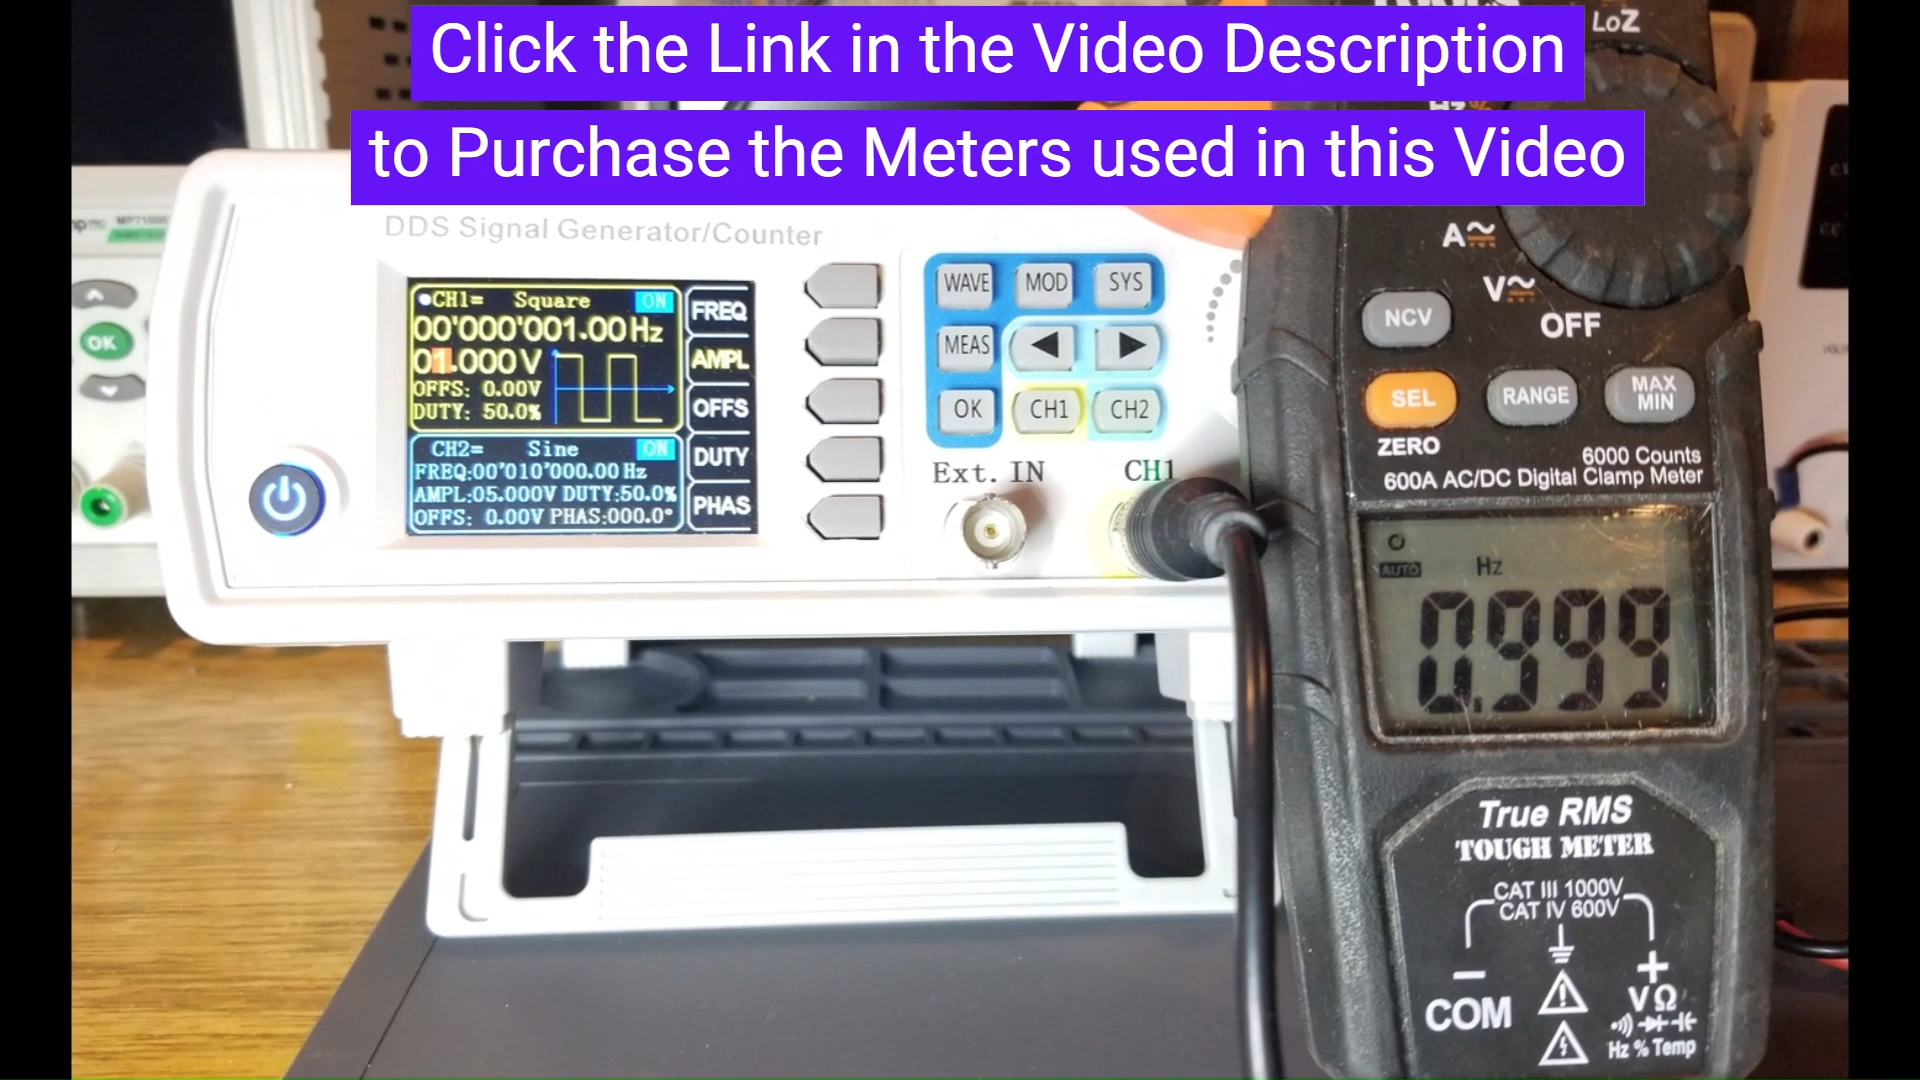 Click the Link in the Video Description
to Purchase the Meters used in this Video
LoZ
Hz %
DDS Signal Generator/Counter
CH1= Square ON
00'000'001.00Hz
01.000V
OFFS: 0.00V
DUTY: 50.0%
CH2= Sine ON
FREQ:00'010'000.00Hz
AMPL:05.000V DUTY:50.0%
OFFS: 0.00V PHAS:000.0°
FREQ
AMPL
OFFS
DUTY
PHAS
WAVE MOD SYS
MEAS
OK CH1 CH2
Ext. IN CH1
OK
A
V
OFF
NCV
SEL RANGE MAX MIN
ZERO
6000 Counts
600A AC/DC Digital Clamp Meter
AUTO Hz
0.999
True RMS
TOUGH METER
CAT III 1000V
CAT IV 600V
− +
COM VΩ
Hz % Temp